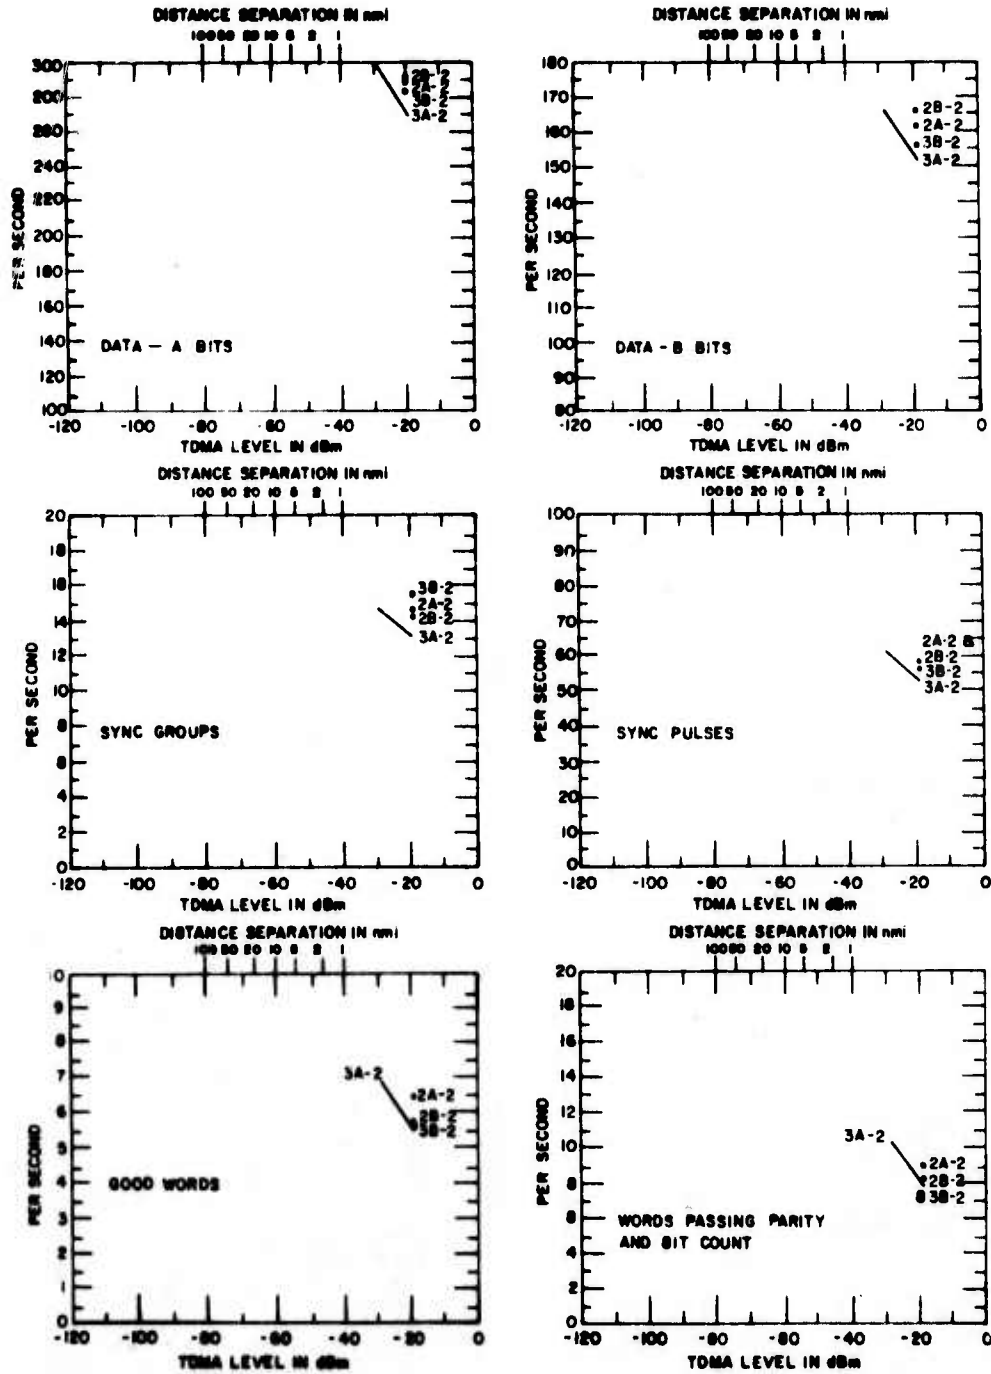 DISTANCE SEPARATION IN nmi
100 50 20 10 5 2 1
300
280
260
240
220
200
180
160
140
120
100
PER SECOND
2B-2
2A-2
3B-2
3A-2
DATA — A BITS
-120 -100 -80 -60 -40 -20 0
TDMA LEVEL IN dBm
DISTANCE SEPARATION IN nmi
100 50 20 10 5 2 1
180
170
160
150
140
130
120
110
100
90
80
PER SECOND
2B-2
2A-2
3B-2
3A-2
DATA - B BITS
-120 -100 -80 -60 -40 -20 0
TDMA LEVEL IN dBm
DISTANCE SEPARATION IN nmi
100 50 20 10 5 2 1
20
18
16
14
12
10
8
6
4
2
0
PER SECOND
3B-2
2A-2
2B-2
3A-2
SYNC GROUPS
-120 -100 -80 -60 -40 -20 0
TDMA LEVEL IN dBm
DISTANCE SEPARATION IN nmi
100 50 20 10 5 2 1
100
90
80
70
60
50
40
30
20
10
0
PER SECOND
2A-2 &
2B-2
3B-2
3A-2
SYNC PULSES
-120 -100 -80 -60 -40 -20 0
TDMA LEVEL IN dBm
DISTANCE SEPARATION IN nmi
100 50 20 10 5 2 1
10
9
8
7
6
5
4
3
2
1
0
PER SECOND
3A-2
2A-2
2B-2
3B-2
GOOD WORDS
-120 -100 -80 -60 -40 -20 0
TDMA LEVEL IN dBm
DISTANCE SEPARATION IN nmi
100 50 20 10 5 2 1
20
18
16
14
12
10
8
6
4
2
0
PER SECOND
3A-2
2A-2
2B-2
3B-2
WORDS PASSING PARITY
AND BIT COUNT
-120 -100 -80 -60 -40 -20 0
TDMA LEVEL IN dBm